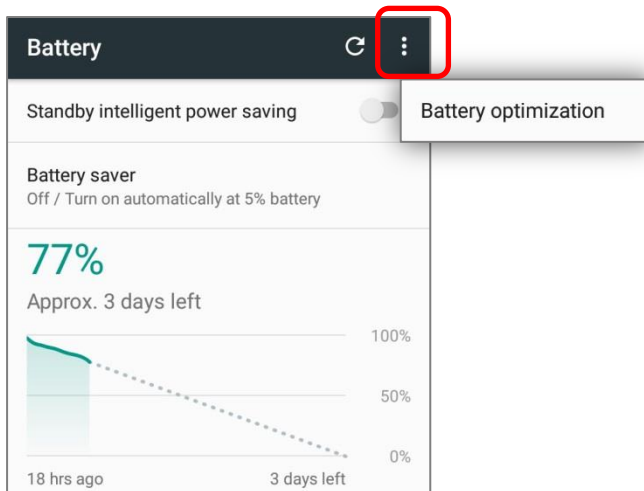 Battery
Battery optimization
Standby intelligent power saving
Battery saver
Off / Turn on automatically at 5% battery
77%
Approx. 3 days left
100%
50%
0%
18 hrs ago
3 days left